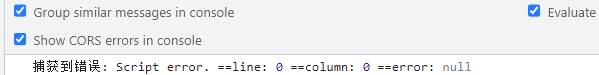 Group similar messages in console
Evaluate
Show CORS errors in console
捕获到错误: Script error. ==line: 0 ==column: 0 ==error: null